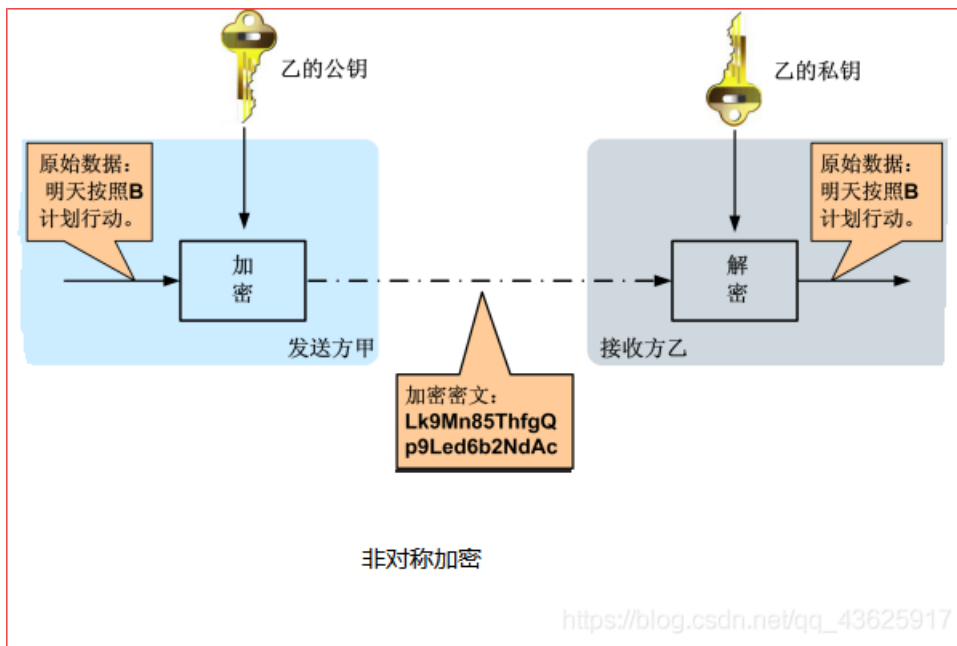 乙的公钥
乙的私钥
原始数据：
明天按照B
计划行动。
原始数据：
明天按照B
计划行动。
加
密
解
密
发送方甲
接收方乙
加密密文：
Lk9Mn85ThfgQ
p9Led6b2NdAc
非对称加密
https://blog.csdn.net/qq_43625917